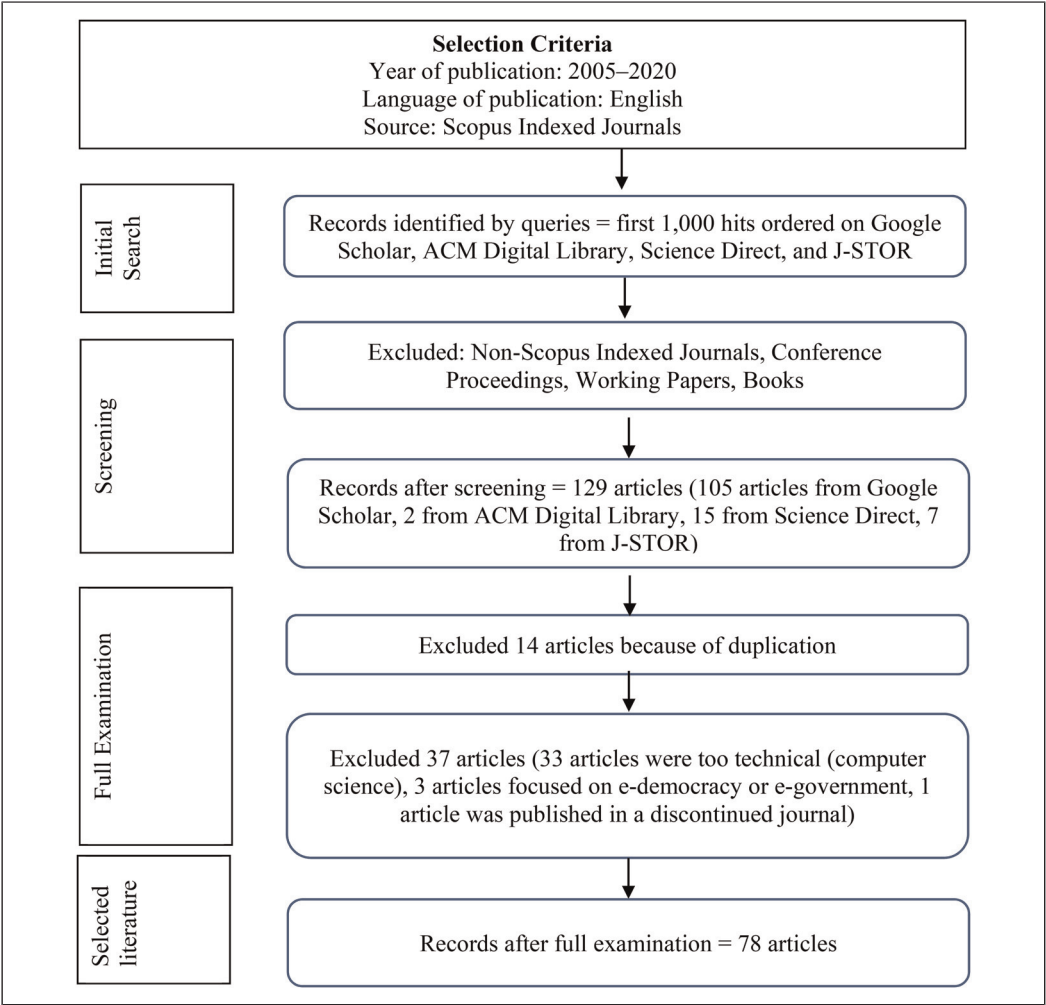 Selection Criteria
Year of publication: 2005–2020
Language of publication: English
Source: Scopus Indexed Journals
Initial
Search
Records identified by queries = first 1,000 hits ordered on Google
Scholar, ACM Digital Library, Science Direct, and J-STOR
Screening
Excluded: Non-Scopus Indexed Journals, Conference
Proceedings, Working Papers, Books
Records after screening = 129 articles (105 articles from Google
Scholar, 2 from ACM Digital Library, 15 from Science Direct, 7
from J-STOR)
Full Examination
Excluded 14 articles because of duplication
Excluded 37 articles (33 articles were too technical (computer
science), 3 articles focused on e-democracy or e-government, 1
article was published in a discontinued journal)
Selected
literature
Records after full examination = 78 articles